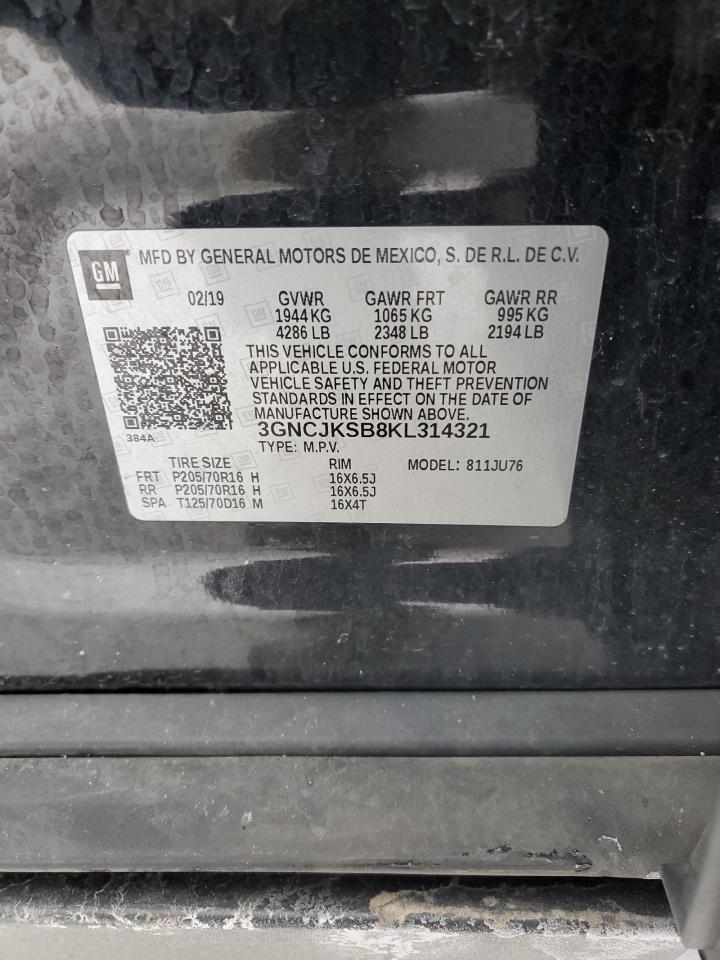 GM MFD BY GENERAL MOTORS DE MEXICO, S. DE R.L. DE C.V.
02/19 GVWR GAWR FRT GAWR RR
1944 KG 1065 KG 995 KG
4286 LB 2348 LB 2194 LB
THIS VEHICLE CONFORMS TO ALL
APPLICABLE U.S. FEDERAL MOTOR
VEHICLE SAFETY AND THEFT PREVENTION
STANDARDS IN EFFECT ON THE DATE OF
MANUFACTURE SHOWN ABOVE.
384A 3GNCJKSB8KL314321
TYPE: M.P.V.
TIRE SIZE RIM MODEL: 811JU76
FRT P205/70R16 H 16X6.5J
RR P205/70R16 H 16X6.5J
SPA T125/70D16 M 16X4T